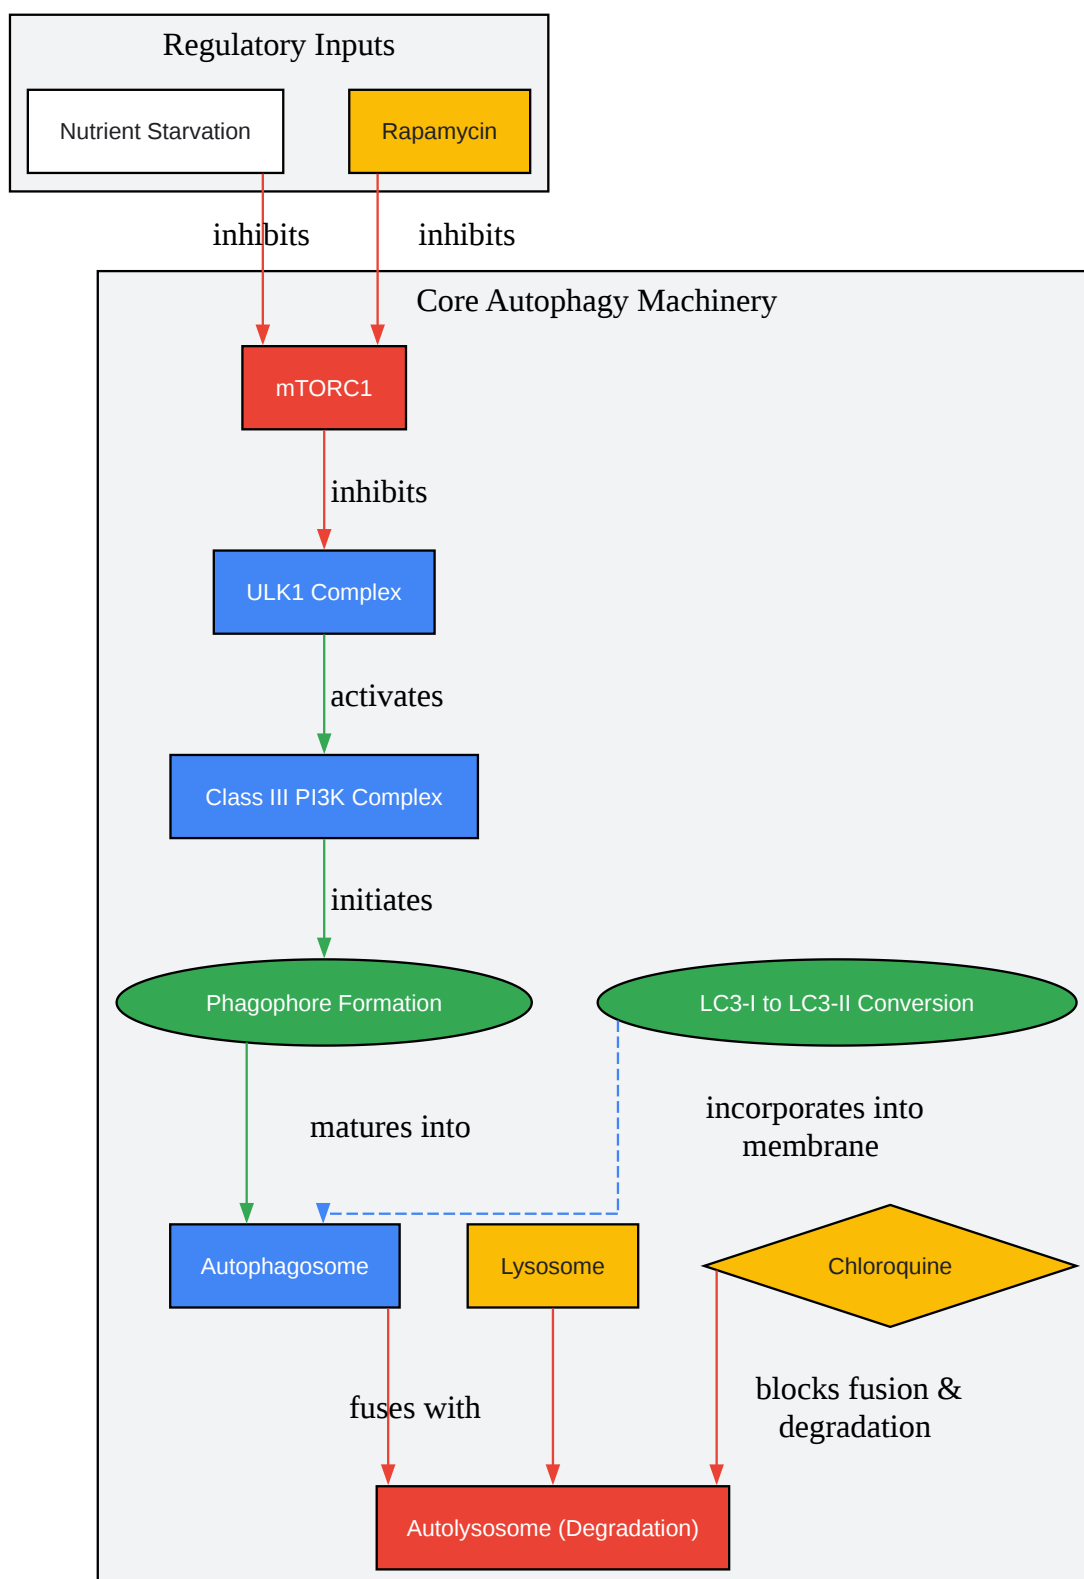 Regulatory Inputs
Nutrient Starvation
Rapamycin
inhibits
inhibits
Core Autophagy Machinery
mTORC1
inhibits
ULK1 Complex
activates
Class III PI3K Complex
initiates
Phagophore Formation
LC3-I to LC3-II Conversion
matures into
incorporates into
membrane
Autophagosome
Lysosome
Chloroquine
fuses with
blocks fusion &
degradation
Autolysosome (Degradation)